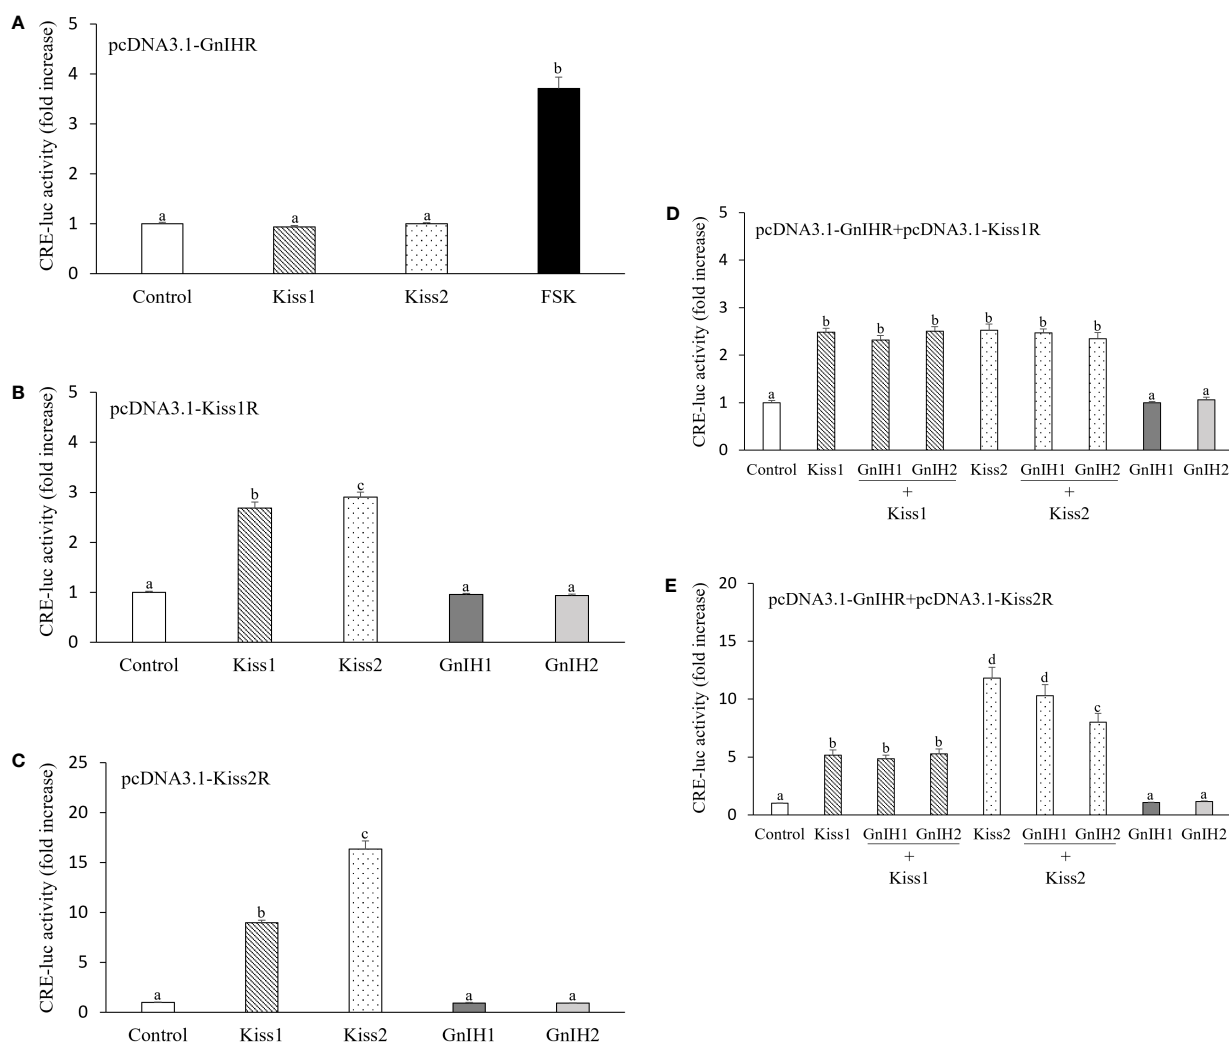 A
pcDNA3.1-GnIHR
CRE-luc activity (fold increase)
5
4
3
2
1
0
a
a
a
b
Control
Kiss1
Kiss2
FSK
B
pcDNA3.1-Kiss1R
CRE-luc activity (fold increase)
5
4
3
2
1
0
a
b
c
a
a
Control
Kiss1
Kiss2
GnIH1
GnIH2
C
pcDNA3.1-Kiss2R
CRE-luc activity (fold increase)
25
20
15
10
5
0
a
b
c
a
a
Control
Kiss1
Kiss2
GnIH1
GnIH2
D
pcDNA3.1-GnIHR+pcDNA3.1-Kiss1R
CRE-luc activity (fold increase)
5
4
3
2
1
0
a
b
b
b
b
b
b
a
a
Control
Kiss1
GnIH1
GnIH2
Kiss2
GnIH1
GnIH2
GnIH1
GnIH2
+
Kiss1
+
Kiss2
E
pcDNA3.1-GnIHR+pcDNA3.1-Kiss2R
CRE-luc activity (fold increase)
20
15
10
5
0
a
b
b
b
d
d
c
a
a
Control
Kiss1
GnIH1
GnIH2
Kiss2
GnIH1
GnIH2
GnIH1
GnIH2
+
Kiss1
+
Kiss2